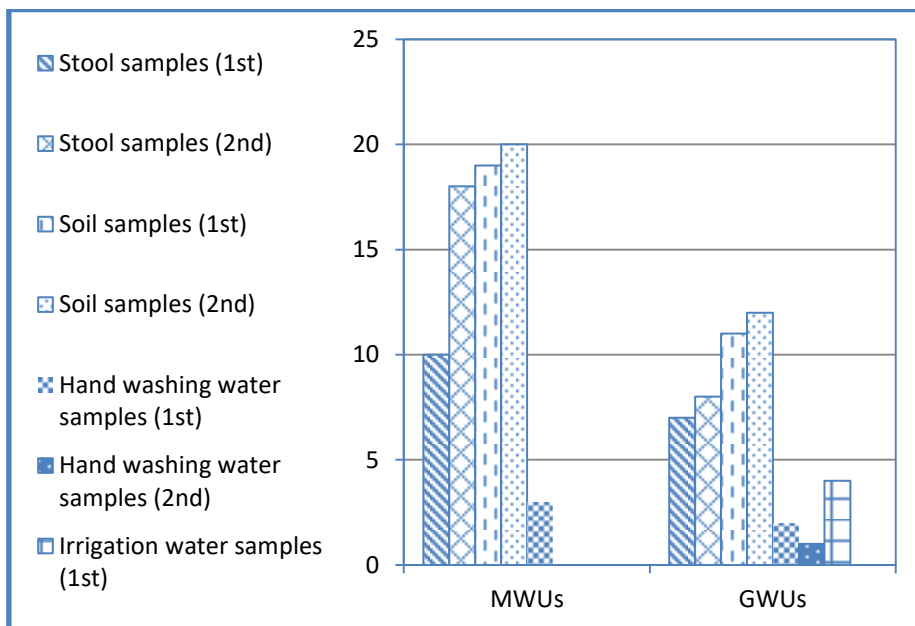 Stool samples (1st)
Stool samples (2nd)
Soil samples (1st)
Soil samples (2nd)
Hand washing water
samples (1st)
Hand washing water
samples (2nd)
Irrigation water samples
(1st)
25
20
15
10
5
0
MWUs
GWUs